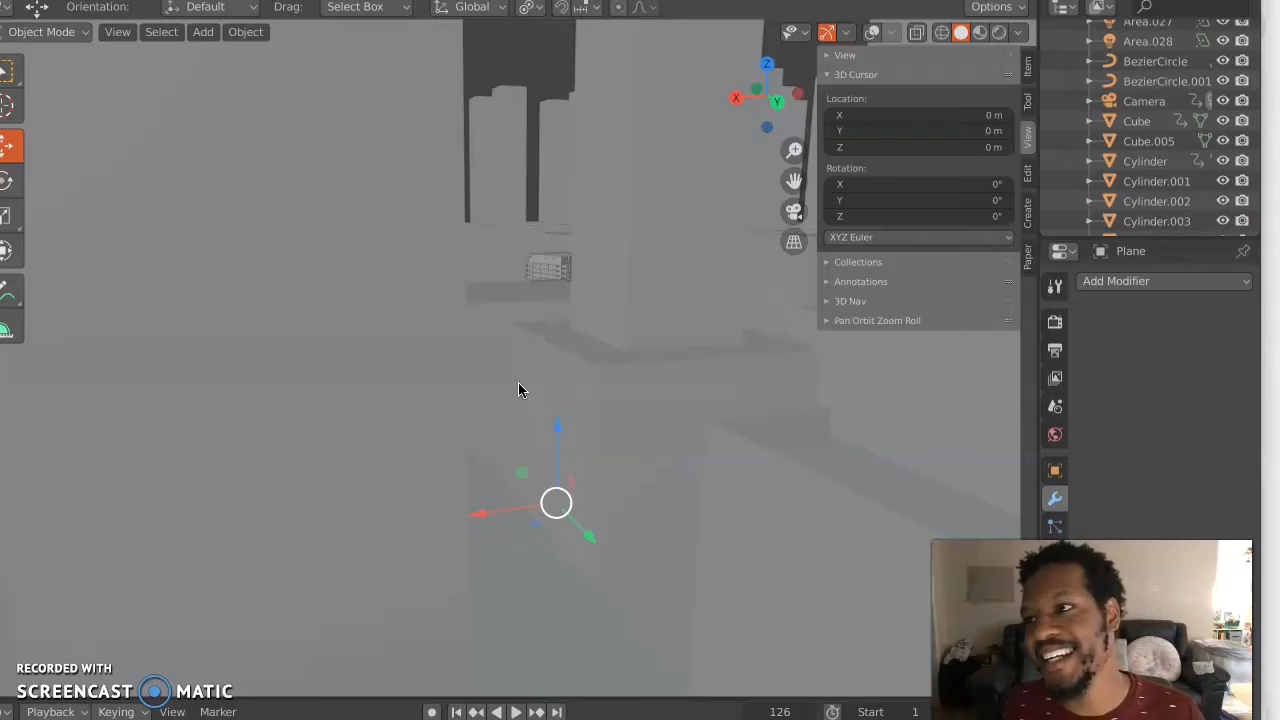 Orientation: Default Drag: Select Box Global Options
Object Mode View Select Add Object
View
3D Cursor
Location:
X 0 m
Y 0 m
Z 0 m
Rotation:
X 0°
Y 0°
Z 0°
XYZ Euler
Collections
Annotations
3D Nav
Pan Orbit Zoom Roll
Item
Tool
View
Edit
Create
Paper
Z
X
Y
Area.027
Area.028
BezierCircle
BezierCircle.001
Camera
Cube
Cube.005
Cylinder
Cylinder.001
Cylinder.002
Cylinder.003
Plane
Add Modifier
RECORDED WITH
SCREENCAST MATIC
Playback Keying View Marker 126 Start 1